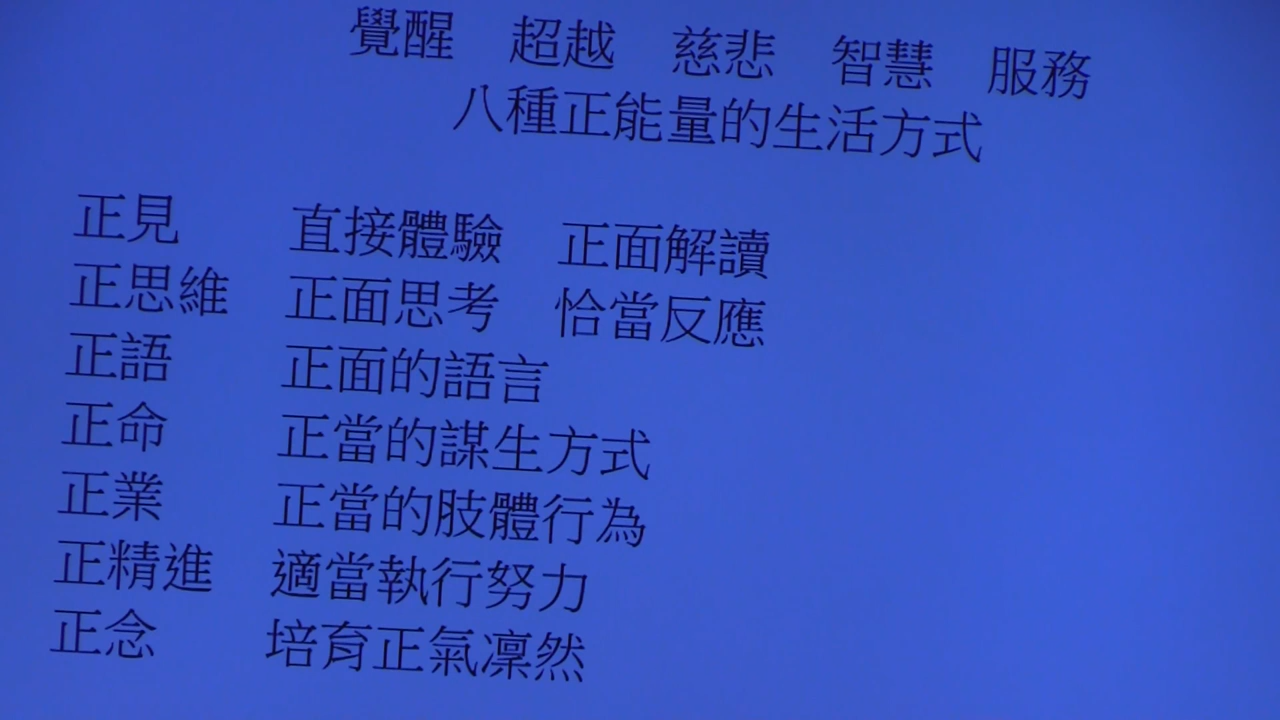 覺醒 超越 慈悲 智慧 服務
八種正能量的生活方式
正見 直接體驗 正面解讀
正思維 正面思考 恰當反應
正語 正面的語言
正命 正當的謀生方式
正業 正當的肢體行為
正精進 適當執行努力
正念 培育正氣凜然